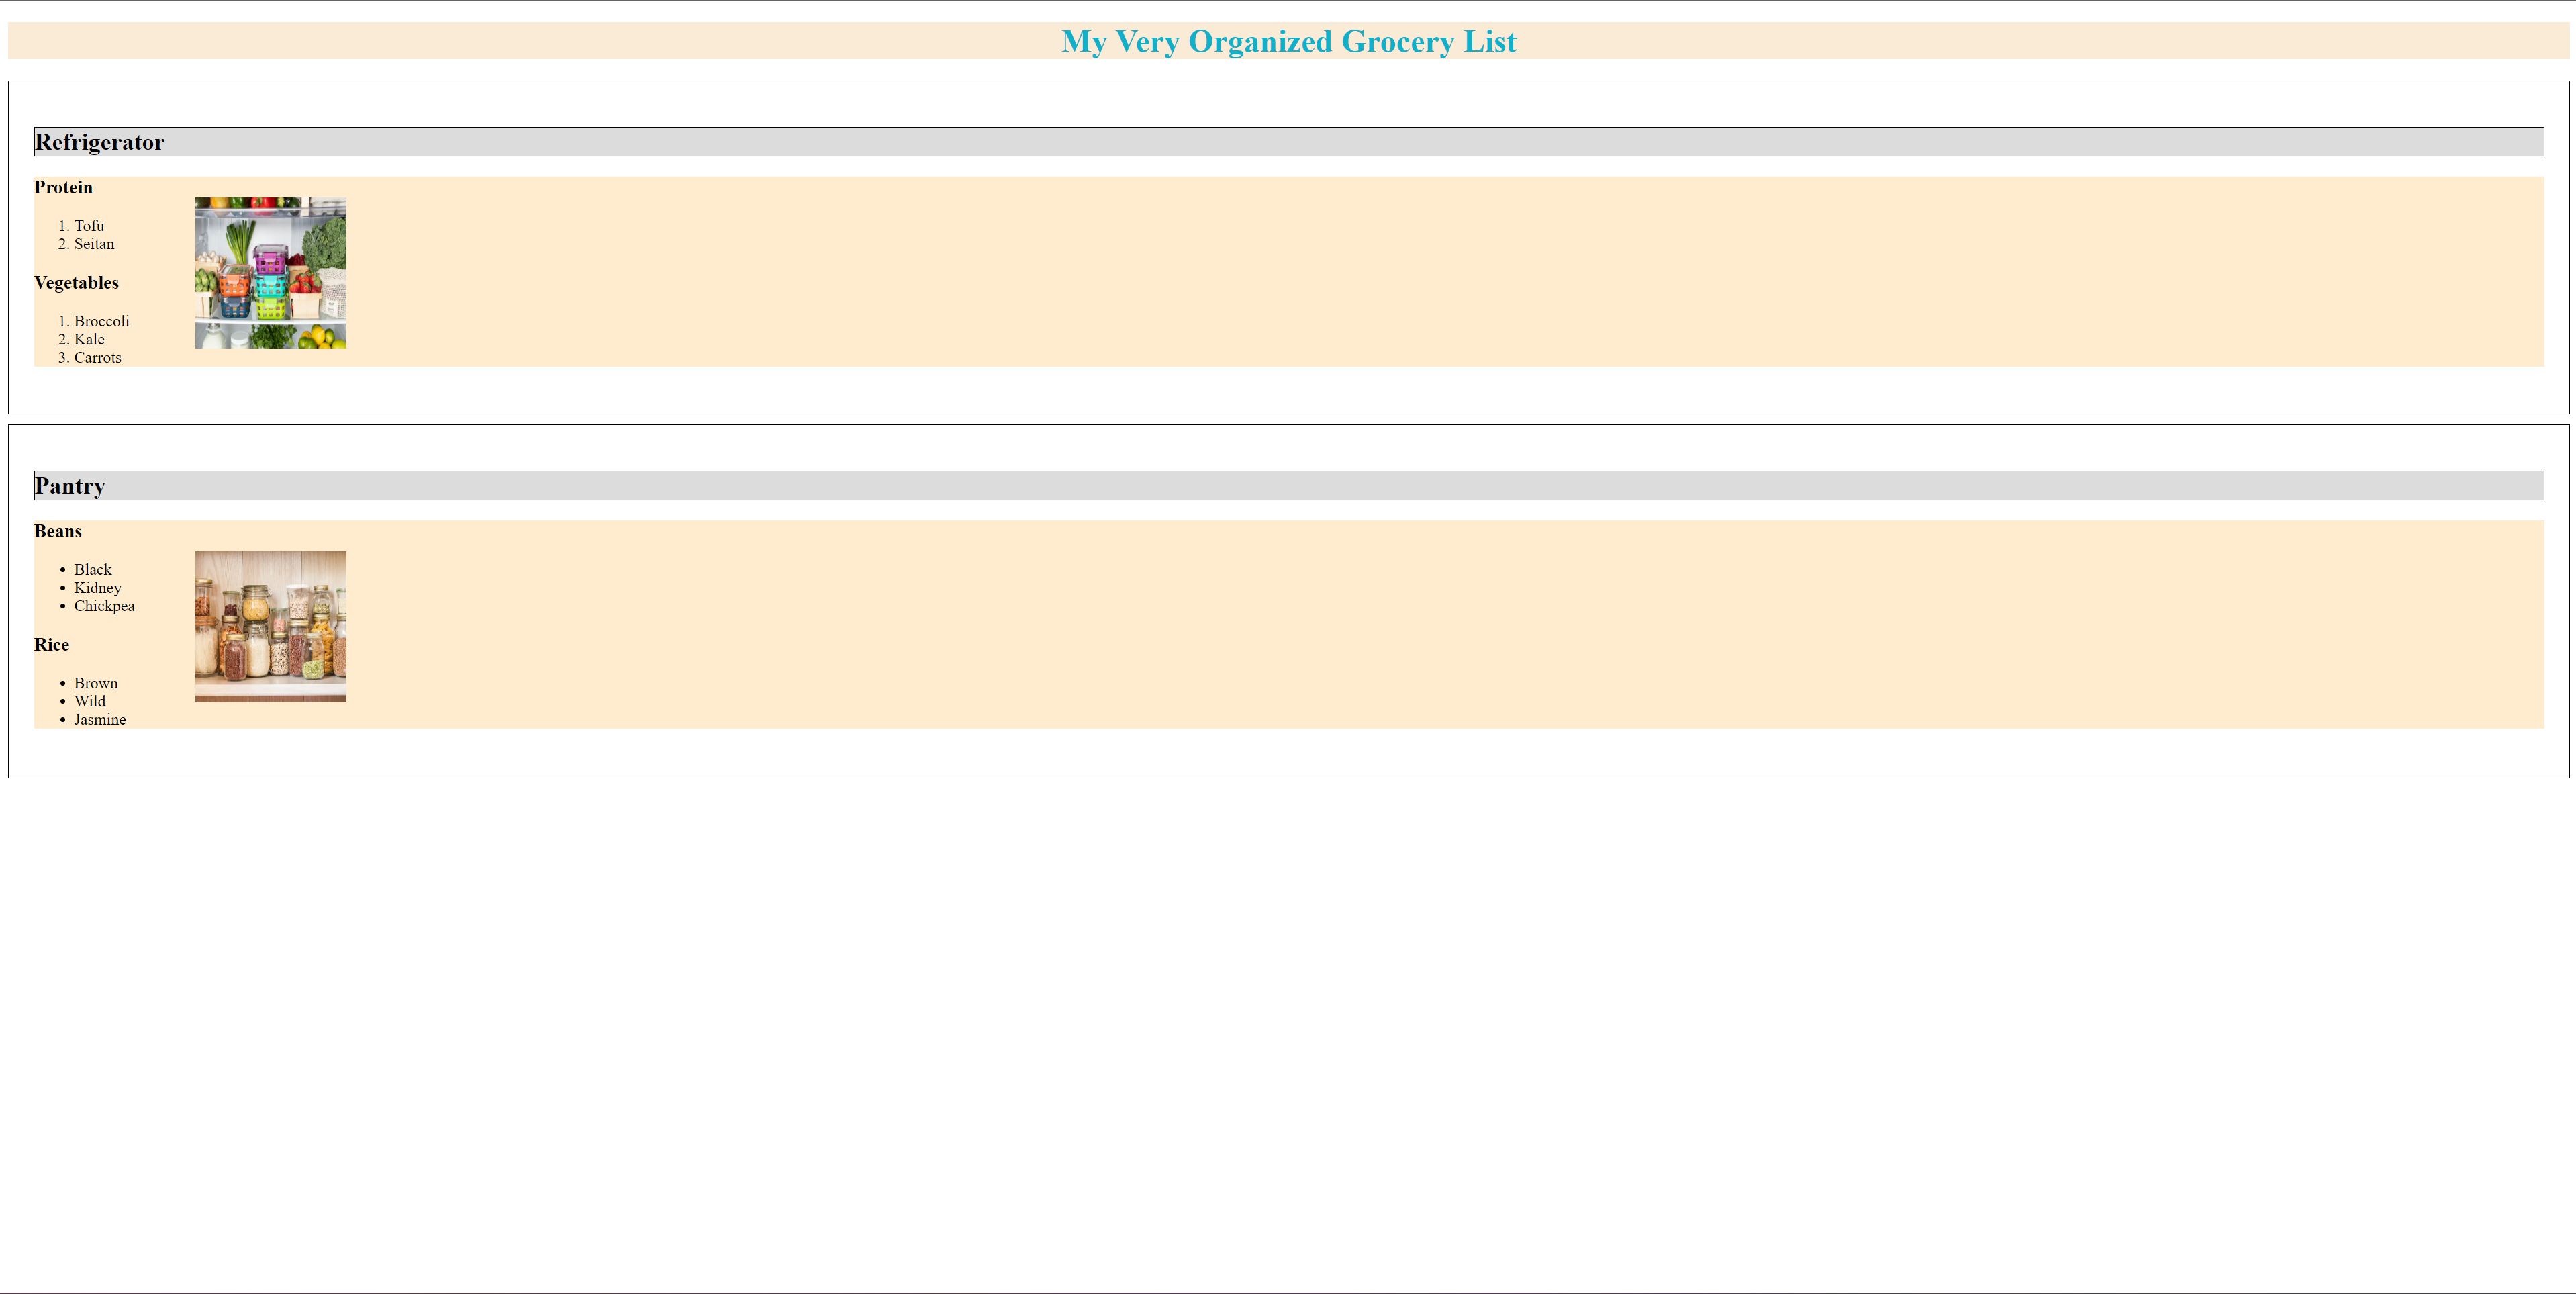 My Very Organized Grocery List
Refrigerator
Protein
1. Tofu
2. Seitan
Vegetables
1. Broccoli
2. Kale
3. Carrots
Pantry
Beans
• Black
• Kidney
• Chickpea
Rice
• Brown
• Wild
• Jasmine